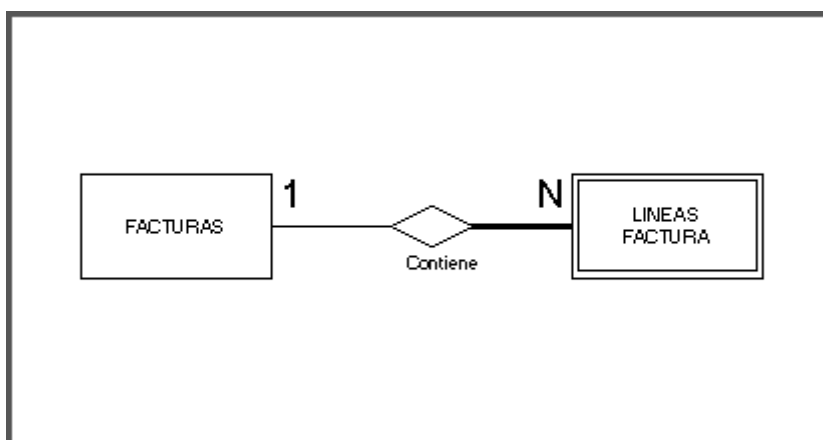 FACTURAS
1
Contiene
N
LINEAS
FACTURA